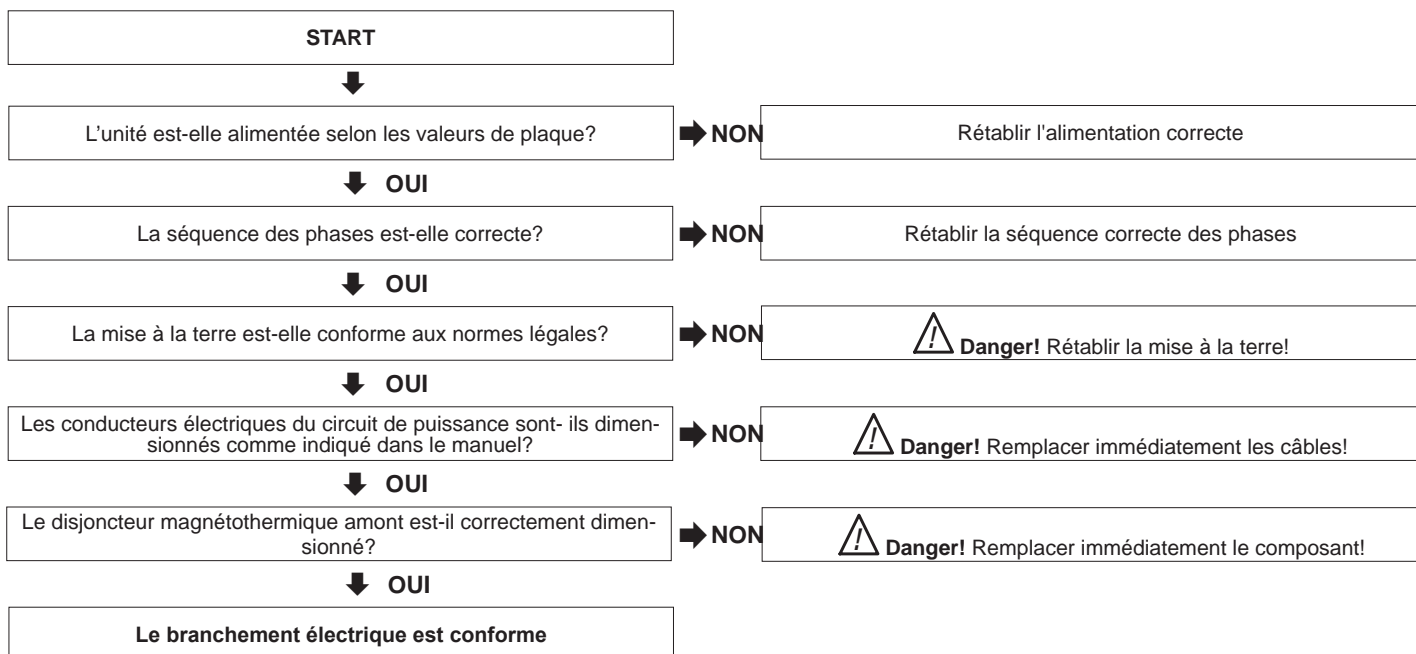 START
L'unité est-elle alimentée selon les valeurs de plaque?
NON
Rétablir l'alimentation correcte
OUI
La séquence des phases est-elle correcte?
NON
Rétablir la séquence correcte des phases
OUI
La mise à la terre est-elle conforme aux normes légales?
NON
Danger! Rétablir la mise à la terre!
OUI
Les conducteurs électriques du circuit de puissance sont- ils dimen-
sionnés comme indiqué dans le manuel?
NON
Danger! Remplacer immédiatement les câbles!
OUI
Le disjoncteur magnétothermique amont est-il correctement dimen-
sionné?
NON
Danger! Remplacer immédiatement le composant!
OUI
Le branchement électrique est conforme